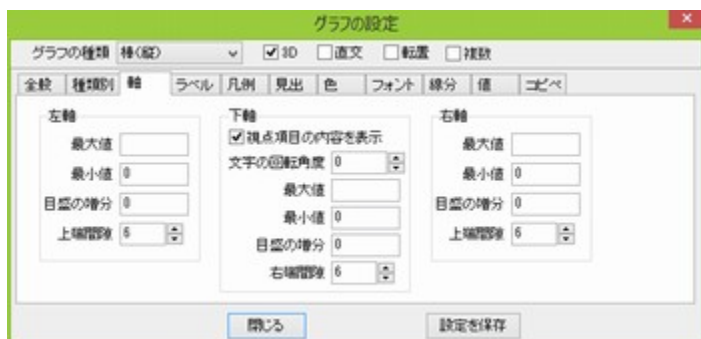 グラフの設定
グラフの種類 棒(縦) 3D 直交 転置 複数
全般 種類別 軸 ラベル 凡例 見出 色 フォント 線分 値 コピペ
左軸
最大値
最小値 0
目盛の増分 0
上端間隙 6
下軸
視点項目の内容を表示
文字の回転角度 0
最大値
最小値 0
目盛の増分 0
右端間隙 6
右軸
最大値
最小値 0
目盛の増分 0
上端間隙 6
閉じる 設定を保存